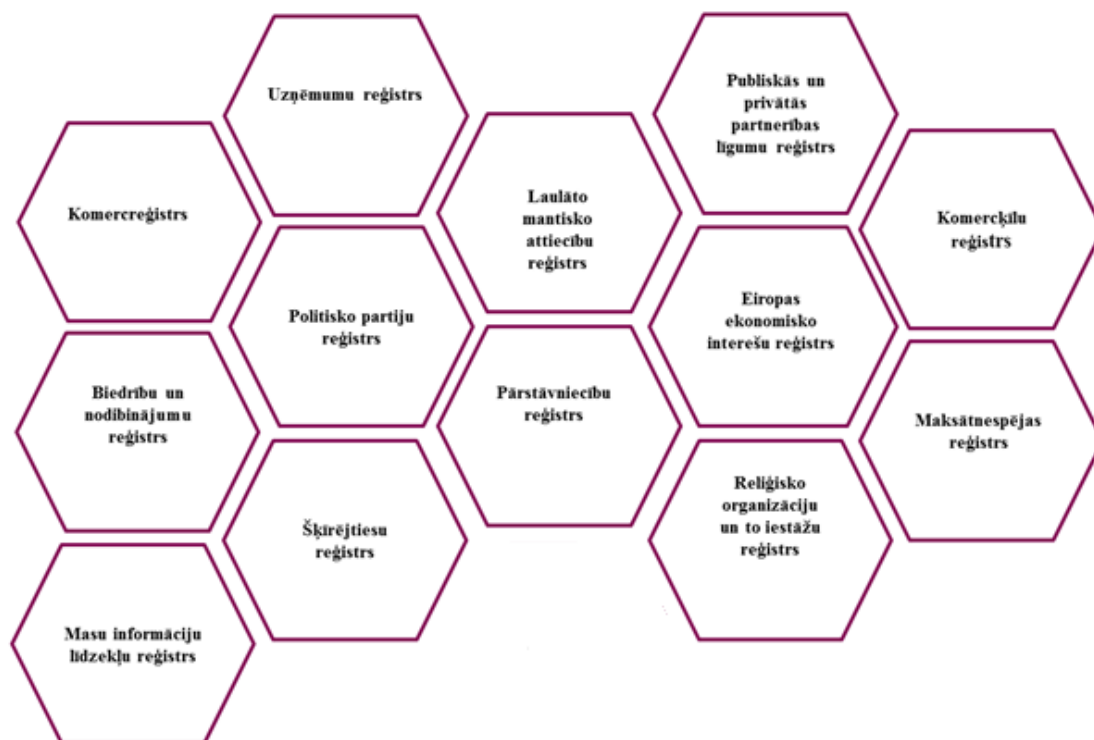 Uzņēmumu reģistrs
Publiskās un
privātās
partnerības
līgumu reģistrs
Komercreģistrs
Laulāto
mantisko
attiecību
reģistrs
Komercķīlu
reģistrs
Politisko partiju
reģistrs
Eiropas
ekonomisko
interešu reģistrs
Biedrību un
nodibinājumu
reģistrs
Pārstāvniecību
reģistrs
Maksātnespējas
reģistrs
Šķīrējtiesu
reģistrs
Reliģisko
organizāciju
un to iestāžu
reģistrs
Masu informāciju
līdzekļu reģistrs